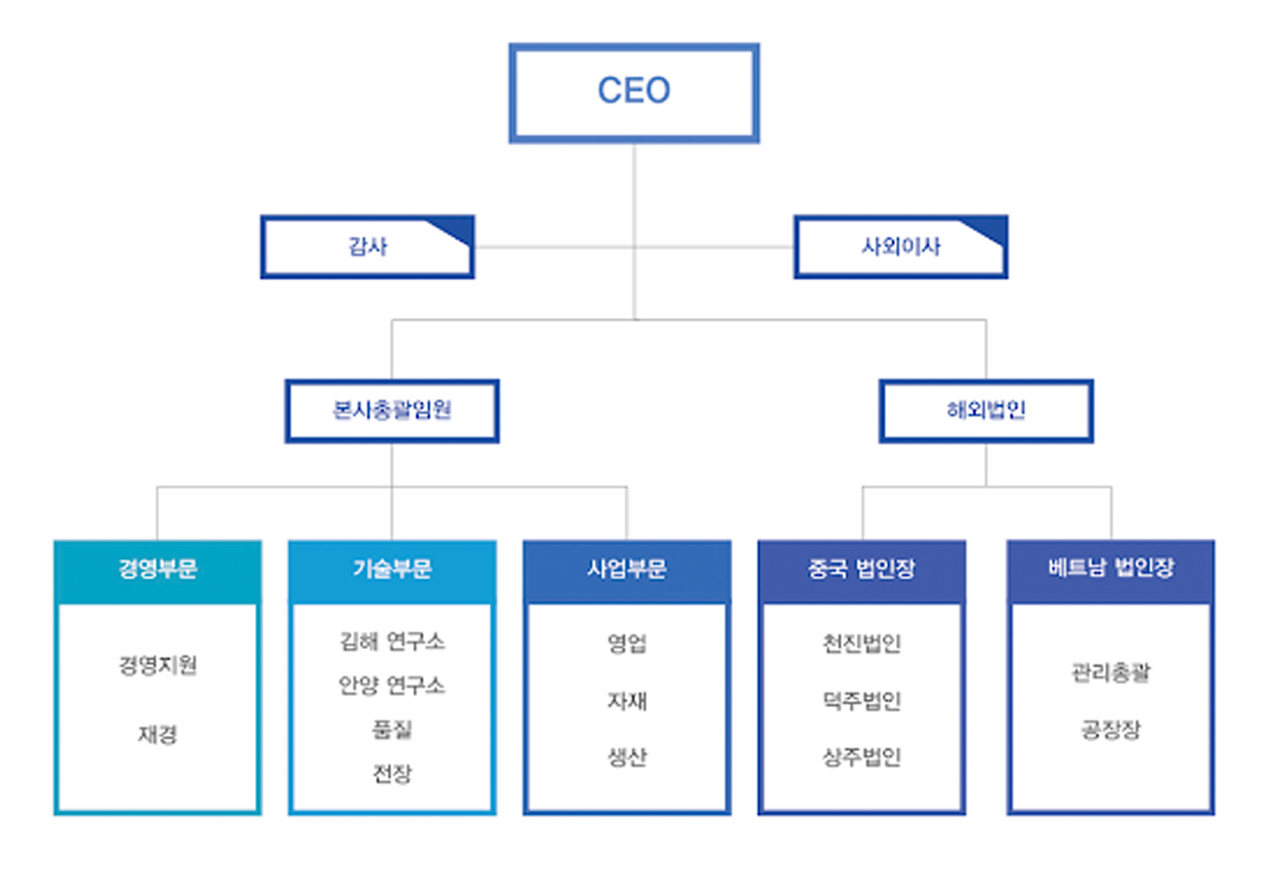 CEO
감사
사외이사
본사총괄임원
해외법인
경영부문
경영지원
재경
기술부문
김해 연구소
안양 연구소
품질
전장
사업부문
영업
자재
생산
중국 법인장
천진법인
덕주법인
상주법인
베트남 법인장
관리총괄
공장장